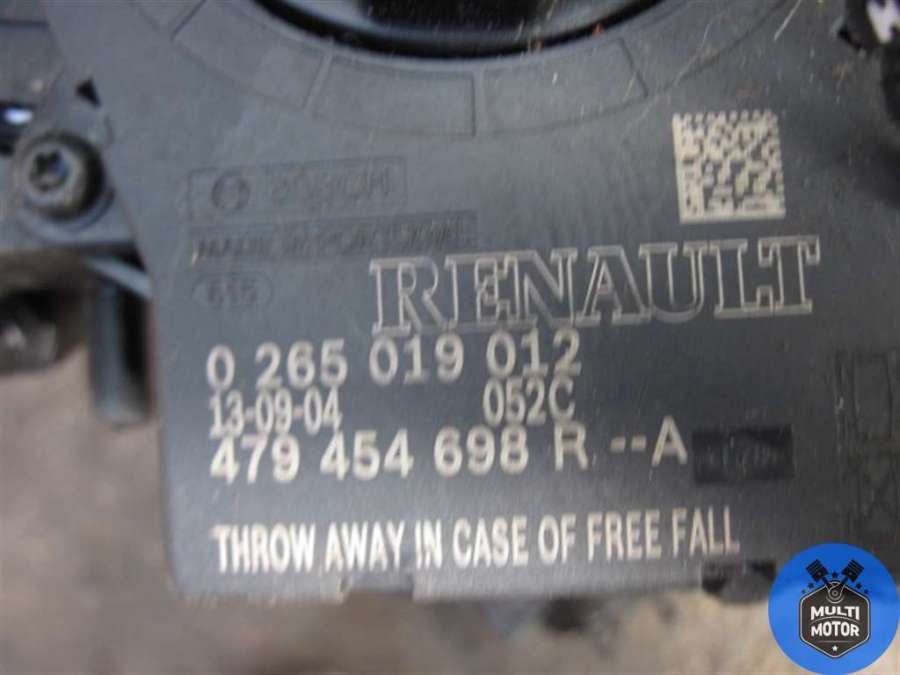 BOSCH
RENAULT
0 265 019 012
13-09-04 052C
479 454 698 R --A
THROW AWAY IN CASE OF FREE FALL
MULTI
MOTOR